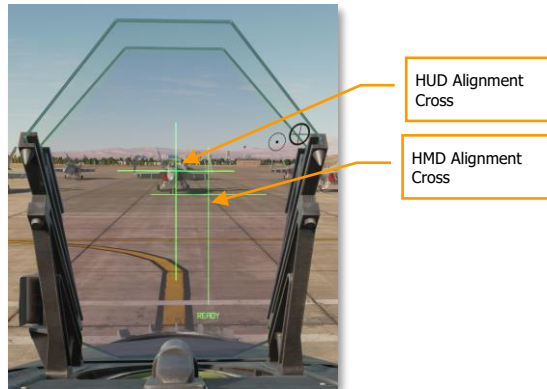 HUD Alignment
Cross
HMD Alignment
Cross
READY